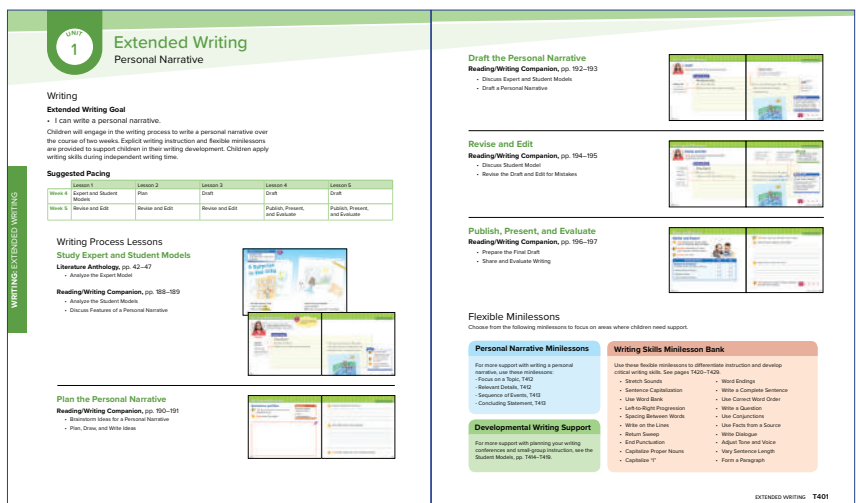 UNIT
1
Extended Writing
Personal Narrative
Writing
Extended Writing Goal
• I can write a personal narrative.
Children will engage in the writing process to write a personal narrative over
the course of two weeks. Explicit writing instruction and flexible minilessons
are provided to support children in their writing development. Children apply
writing skills during independent writing time.
Suggested Pacing
Lesson 1 Lesson 2 Lesson 3 Lesson 4 Lesson 5
Week 4 Expert and Student Models Plan Draft Draft Draft
Week 5 Revise and Edit Revise and Edit Revise and Edit Publish, Present, and Evaluate Publish, Present, and Evaluate
WRITING: EXTENDED WRITING
Writing Process Lessons
Study Expert and Student Models
Literature Anthology, pp. 42–47
• Analyze the Expert Model
Reading/Writing Companion, pp. 188–189
• Analyze the Student Models
• Discuss Features of a Personal Narrative
Plan the Personal Narrative
Reading/Writing Companion, pp. 190–191
• Brainstorm Ideas for a Personal Narrative
• Plan, Draw, and Write Ideas
Draft the Personal Narrative
Reading/Writing Companion, pp. 192–193
• Discuss Expert and Student Models
• Draft a Personal Narrative
Revise and Edit
Reading/Writing Companion, pp. 194–195
• Discuss Student Model
• Revise the Draft and Edit for Mistakes
Publish, Present, and Evaluate
Reading/Writing Companion, pp. 196–197
• Prepare the Final Draft
• Share and Evaluate Writing
Flexible Minilessons
Choose from the following minilessons to focus on areas where children need support.
Personal Narrative Minilessons
For more support with writing a personal
narrative, use these minilessons:
- Focus on a Topic, T412
- Relevant Details, T412
- Sequence of Events, T413
- Concluding Statement, T413
Developmental Writing Support
For more support with planning your writing
conferences and small-group instruction, see the
Student Models, pp. T414–T419.
Writing Skills Minilesson Bank
Use these flexible minilessons to differentiate instruction and develop
critical writing skills. See pages T420–T429.
• Stretch Sounds
• Sentence Capitalization
• Use Word Bank
• Left-to-Right Progression
• Spacing Between Words
• Write on the Lines
• Return Sweep
• End Punctuation
• Capitalize Proper Nouns
• Capitalize "I"
• Word Endings
• Write a Complete Sentence
• Use Correct Word Order
• Write a Question
• Use Conjunctions
• Use Facts from a Source
• Write Dialogue
• Adjust Tone and Voice
• Vary Sentence Length
• Form a Paragraph
EXTENDED WRITING T401